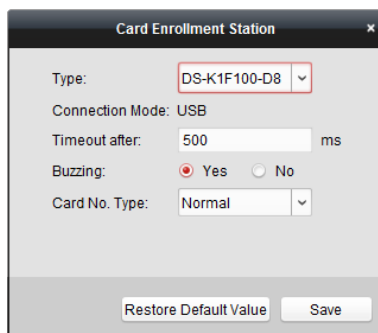 Card Enrollment Station ×
Type: DS-K1F100-D8
Connection Mode: USB
Timeout after: 500 ms
Buzzing: Yes No
Card No. Type: Normal
Restore Default Value Save